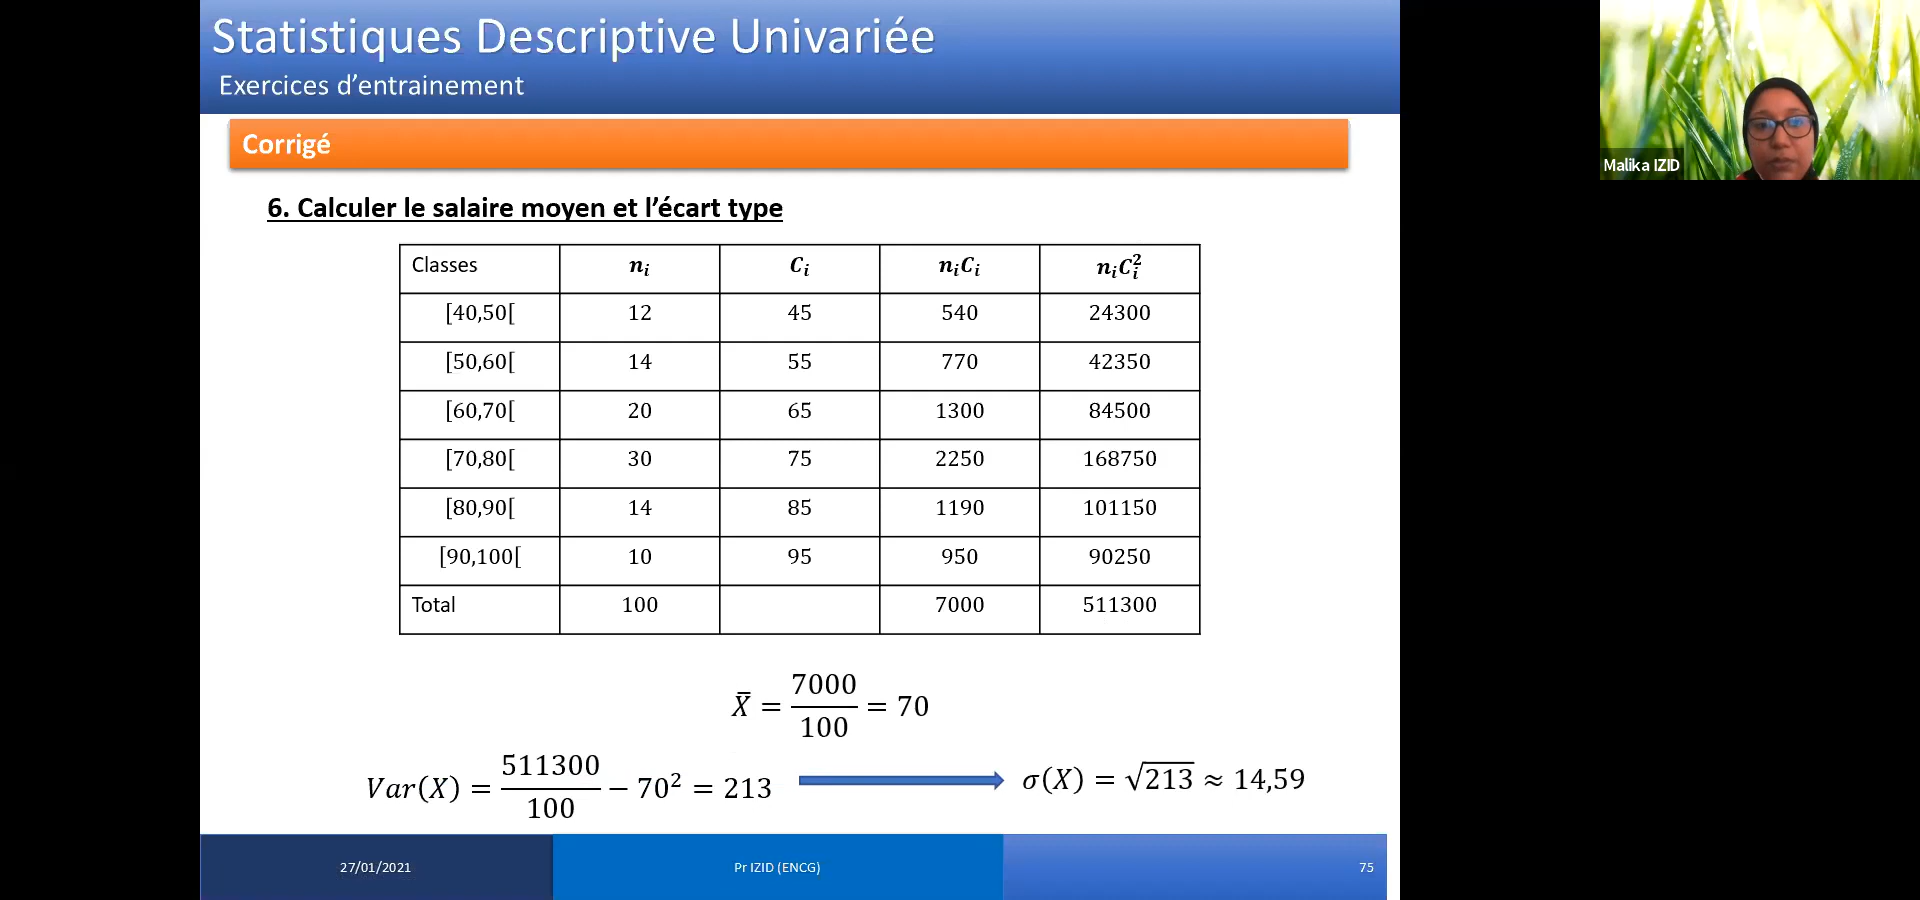 Statistiques Descriptive Univariée
Exercices d’entrainement
Malika IZID
Corrigé
6. Calculer le salaire moyen et l’écart type
Classes nᵢ Cᵢ nᵢCᵢ nᵢCᵢ²
[40,50[ 12 45 540 24300
[50,60[ 14 55 770 42350
[60,70[ 20 65 1300 84500
[70,80[ 30 75 2250 168750
[80,90[ 14 85 1190 101150
[90,100[ 10 95 950 90250
Total 100 7000 511300
X̄ = 7000/100 = 70
Var(X) = 511300/100 − 70² = 213 σ(X) = √213 ≈ 14,59
27/01/2021 Pr IZID (ENCG) 75